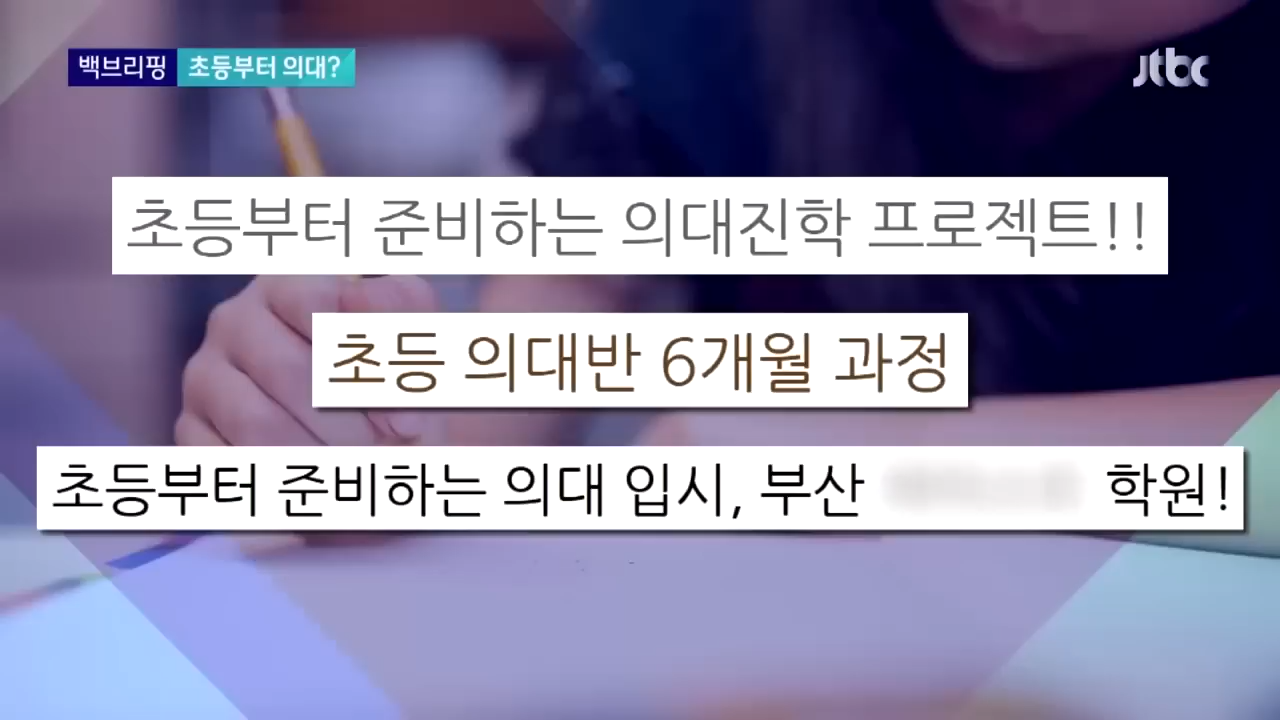 백브리핑 초등부터 의대?
jtbc
초등부터 준비하는 의대진학 프로젝트!!
초등 의대반 6개월 과정
초등부터 준비하는 의대 입시, 부산 학원!